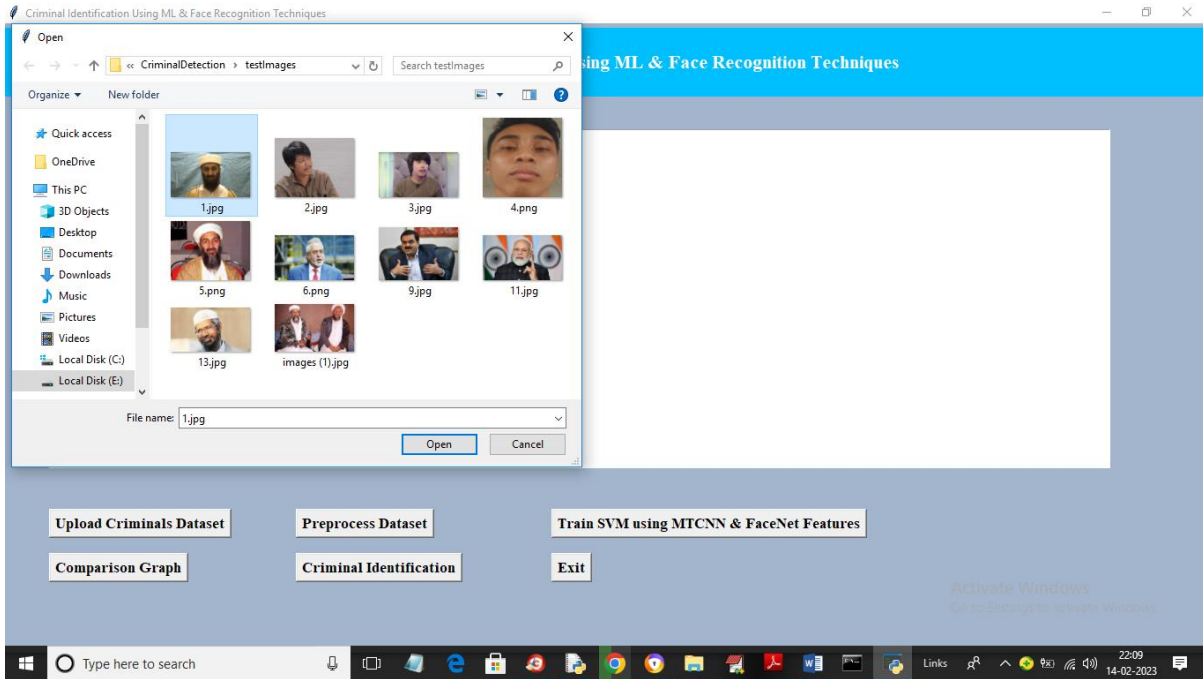 Criminal Identification Using ML & Face Recognition Techniques
Open
sing ML & Face Recognition Techniques
« CriminalDetection › testImages
Search testImages
Organize
New folder
Quick access
OneDrive
This PC
3D Objects
Desktop
Documents
Downloads
Music
Pictures
Videos
Local Disk (C:)
Local Disk (E:)
1.jpg
2.jpg
3.jpg
4.png
5.png
6.png
9.jpg
11.jpg
13.jpg
images (1).jpg
File name:
1.jpg
Open
Cancel
Upload Criminals Dataset
Preprocess Dataset
Train SVM using MTCNN & FaceNet Features
Comparison Graph
Criminal Identification
Exit
Activate Windows
Go to Settings to activate Windows.
Type here to search
Links
22:09
14-02-2023